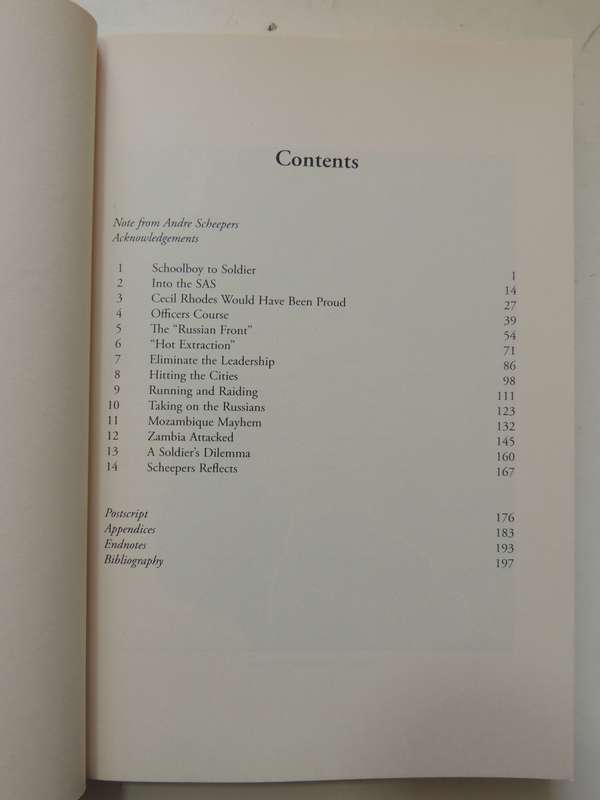 Contents
Note from Andre Scheepers
Acknowledgements
1 Schoolboy to Soldier 1
2 Into the SAS 14
3 Cecil Rhodes Would Have Been Proud 27
4 Officers Course 39
5 The “Russian Front” 54
6 “Hot Extraction” 71
7 Eliminate the Leadership 86
8 Hitting the Cities 98
9 Running and Raiding 111
10 Taking on the Russians 123
11 Mozambique Mayhem 132
12 Zambia Attacked 145
13 A Soldier’s Dilemma 160
14 Scheepers Reflects 167
Postscript 176
Appendices 183
Endnotes 193
Bibliography 197